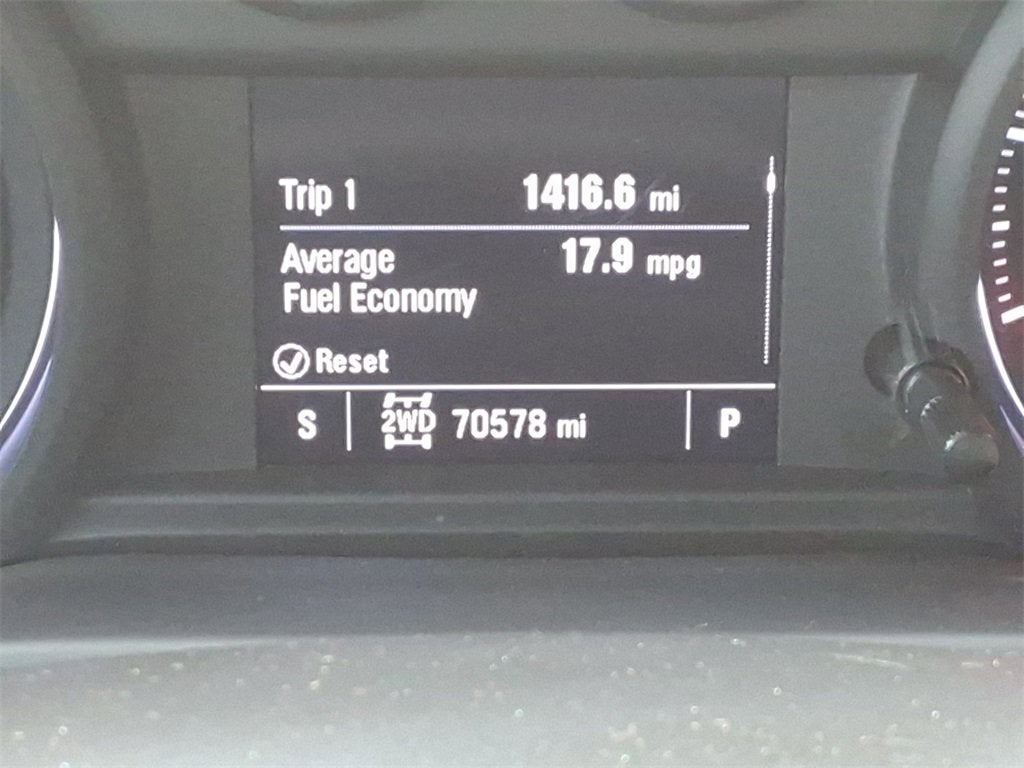 Trip 1 1416.6 mi
Average 17.9 mpg
Fuel Economy
Reset
S 2WD 70578 mi P